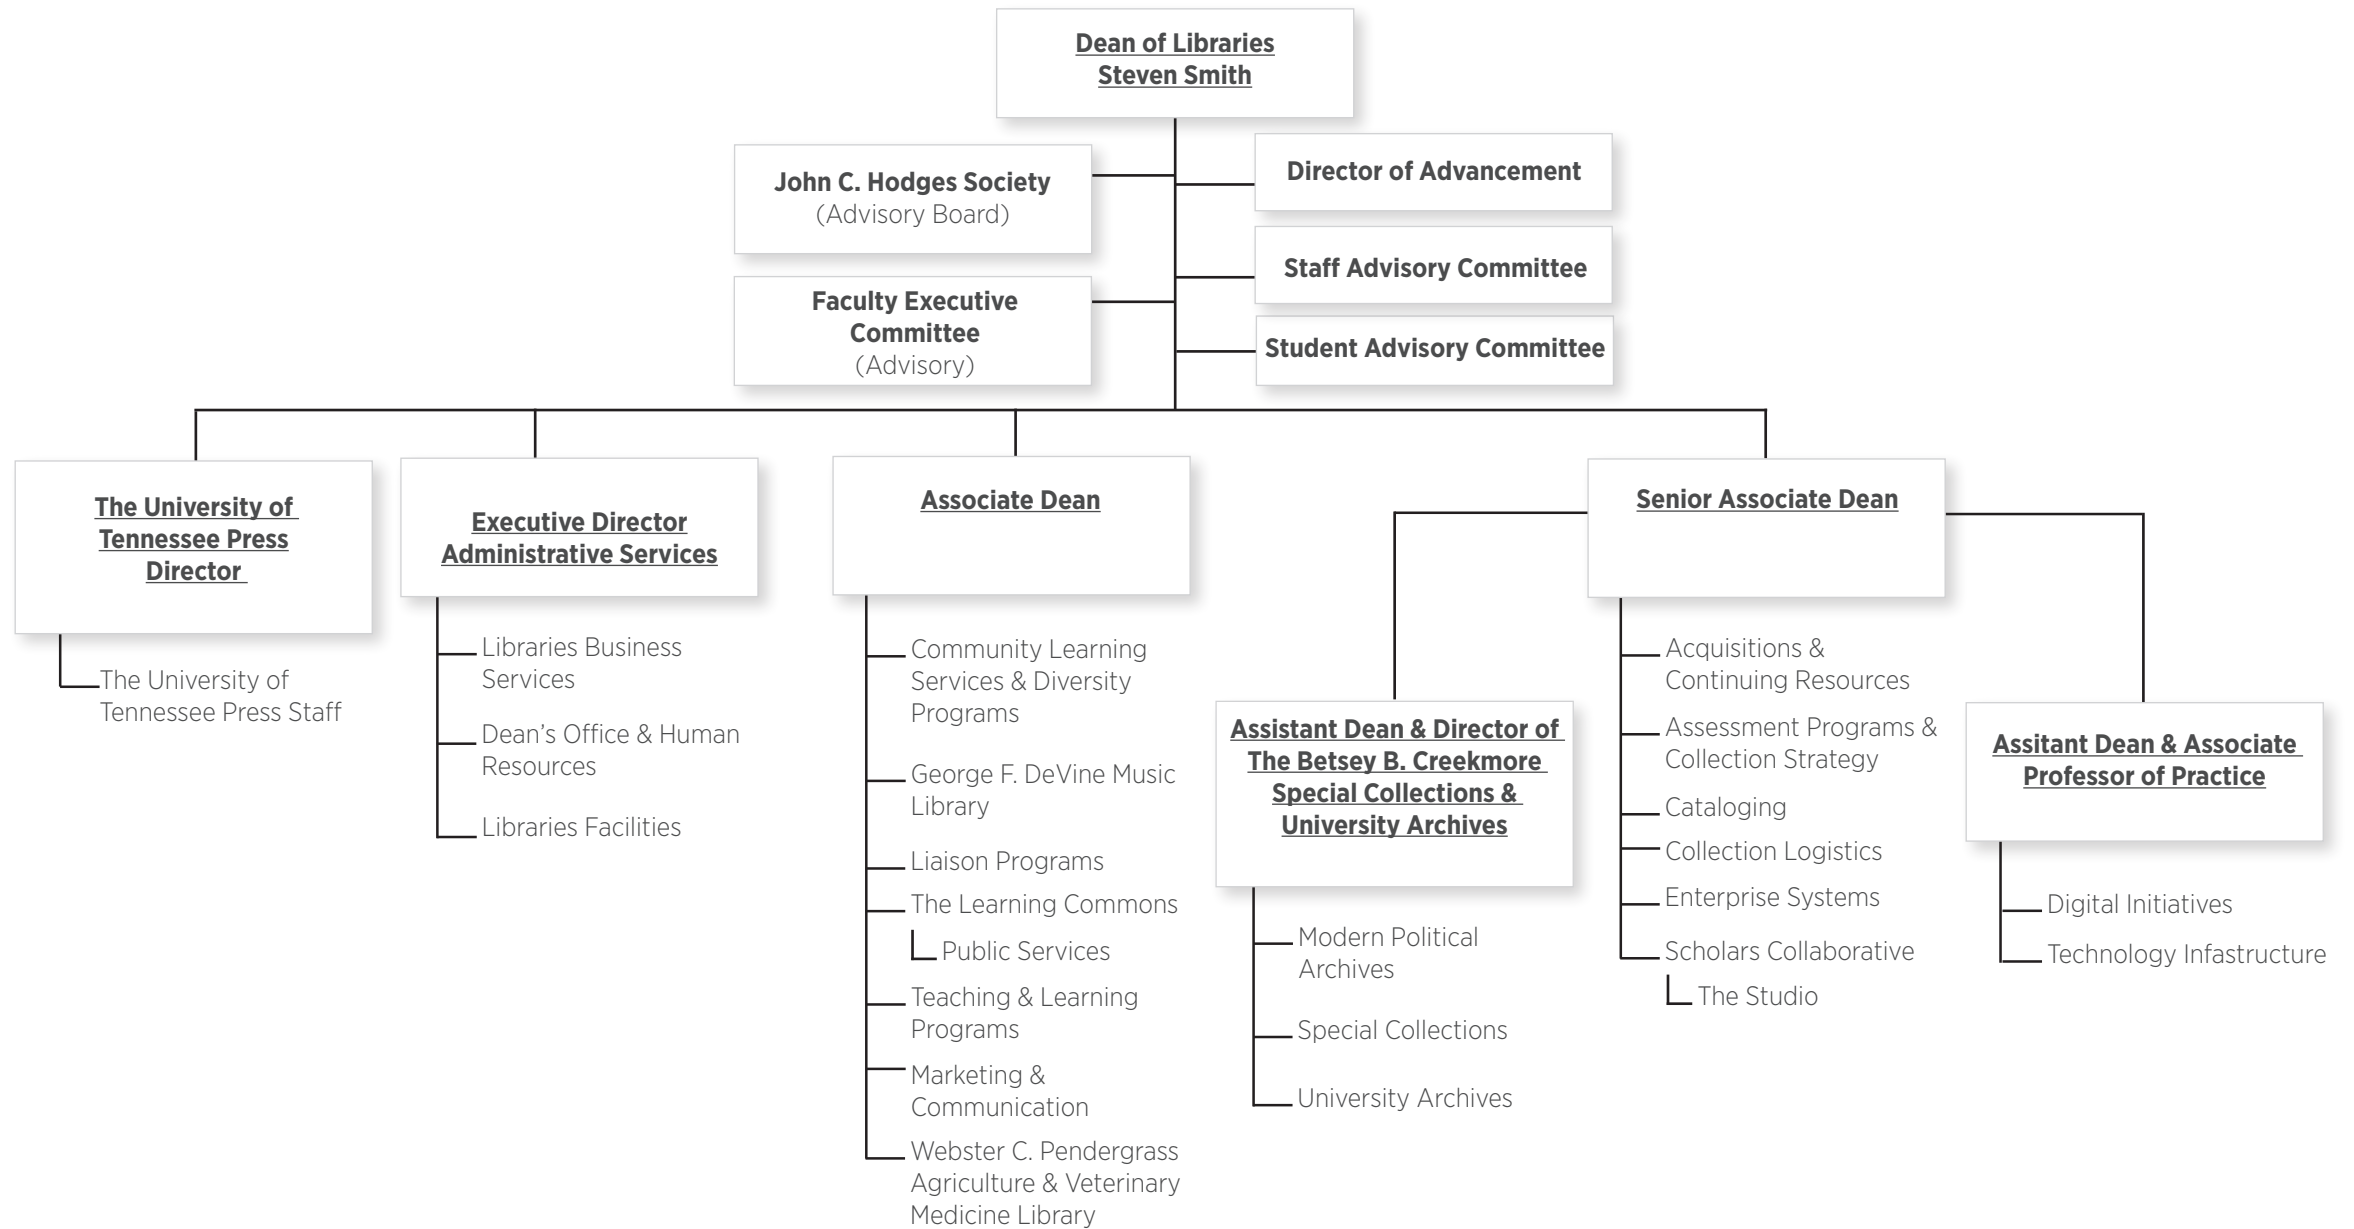 Dean of Libraries
Steven Smith
John C. Hodges Society
(Advisory Board)
Director of Advancement
Staff Advisory Committee
Faculty Executive
Committee
(Advisory)
Student Advisory Committee
The University of
Tennessee Press
Director
The University of
Tennessee Press Staff
Executive Director
Administrative Services
Libraries Business
Services
Dean’s Office & Human
Resources
Libraries Facilities
Associate Dean
Community Learning
Services & Diversity
Programs
George F. DeVine Music
Library
Liaison Programs
The Learning Commons
Public Services
Teaching & Learning
Programs
Marketing &
Communication
Webster C. Pendergrass
Agriculture & Veterinary
Medicine Library
Senior Associate Dean
Assistant Dean & Director of
The Betsey B. Creekmore
Special Collections &
University Archives
Modern Political
Archives
Special Collections
University Archives
Acquisitions &
Continuing Resources
Assessment Programs &
Collection Strategy
Cataloging
Collection Logistics
Enterprise Systems
Scholars Collaborative
The Studio
Assitant Dean & Associate
Professor of Practice
Digital Initiatives
Technology Infastructure